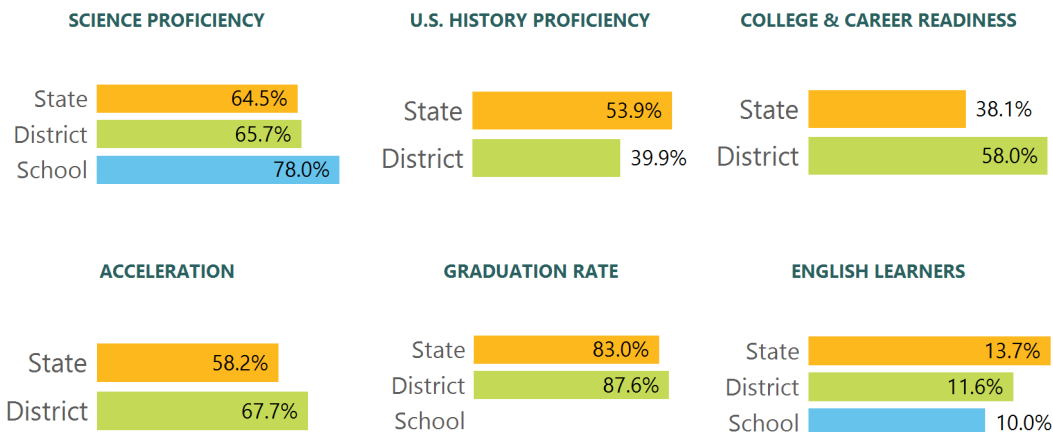 SCIENCE PROFICIENCY
State 64.5%
District 65.7%
School 78.0%
U.S. HISTORY PROFICIENCY
State 53.9%
District 39.9%
COLLEGE & CAREER READINESS
State 38.1%
District 58.0%
ACCELERATION
State 58.2%
District 67.7%
GRADUATION RATE
State 83.0%
District 87.6%
School
ENGLISH LEARNERS
State 13.7%
District 11.6%
School 10.0%